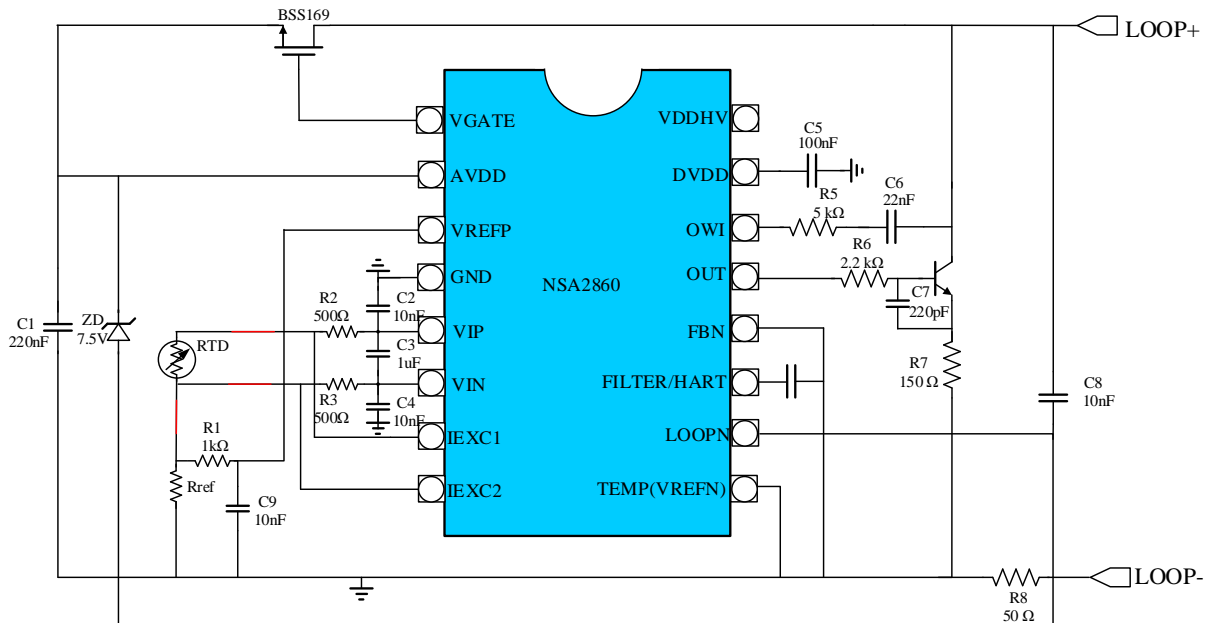 BSS169
LOOP+
VGATE
VDDHV
C5
100nF
AVDD
DVDD
R5
5 kΩ
C6
22nF
VREFP
OWI
R6
2.2 kΩ
GND
OUT
NSA2860
R2
500Ω
C2
10nF
C7
220pF
C1
220nF
ZD
7.5V
RTD
VIP
FBN
C3
1uF
R7
150 Ω
R3
500Ω
VIN
FILTER/HART
C4
10nF
C8
10nF
R1
1kΩ
IEXC1
LOOPN
Rref
C9
10nF
IEXC2
TEMP(VREFN)
LOOP-
R8
50 Ω